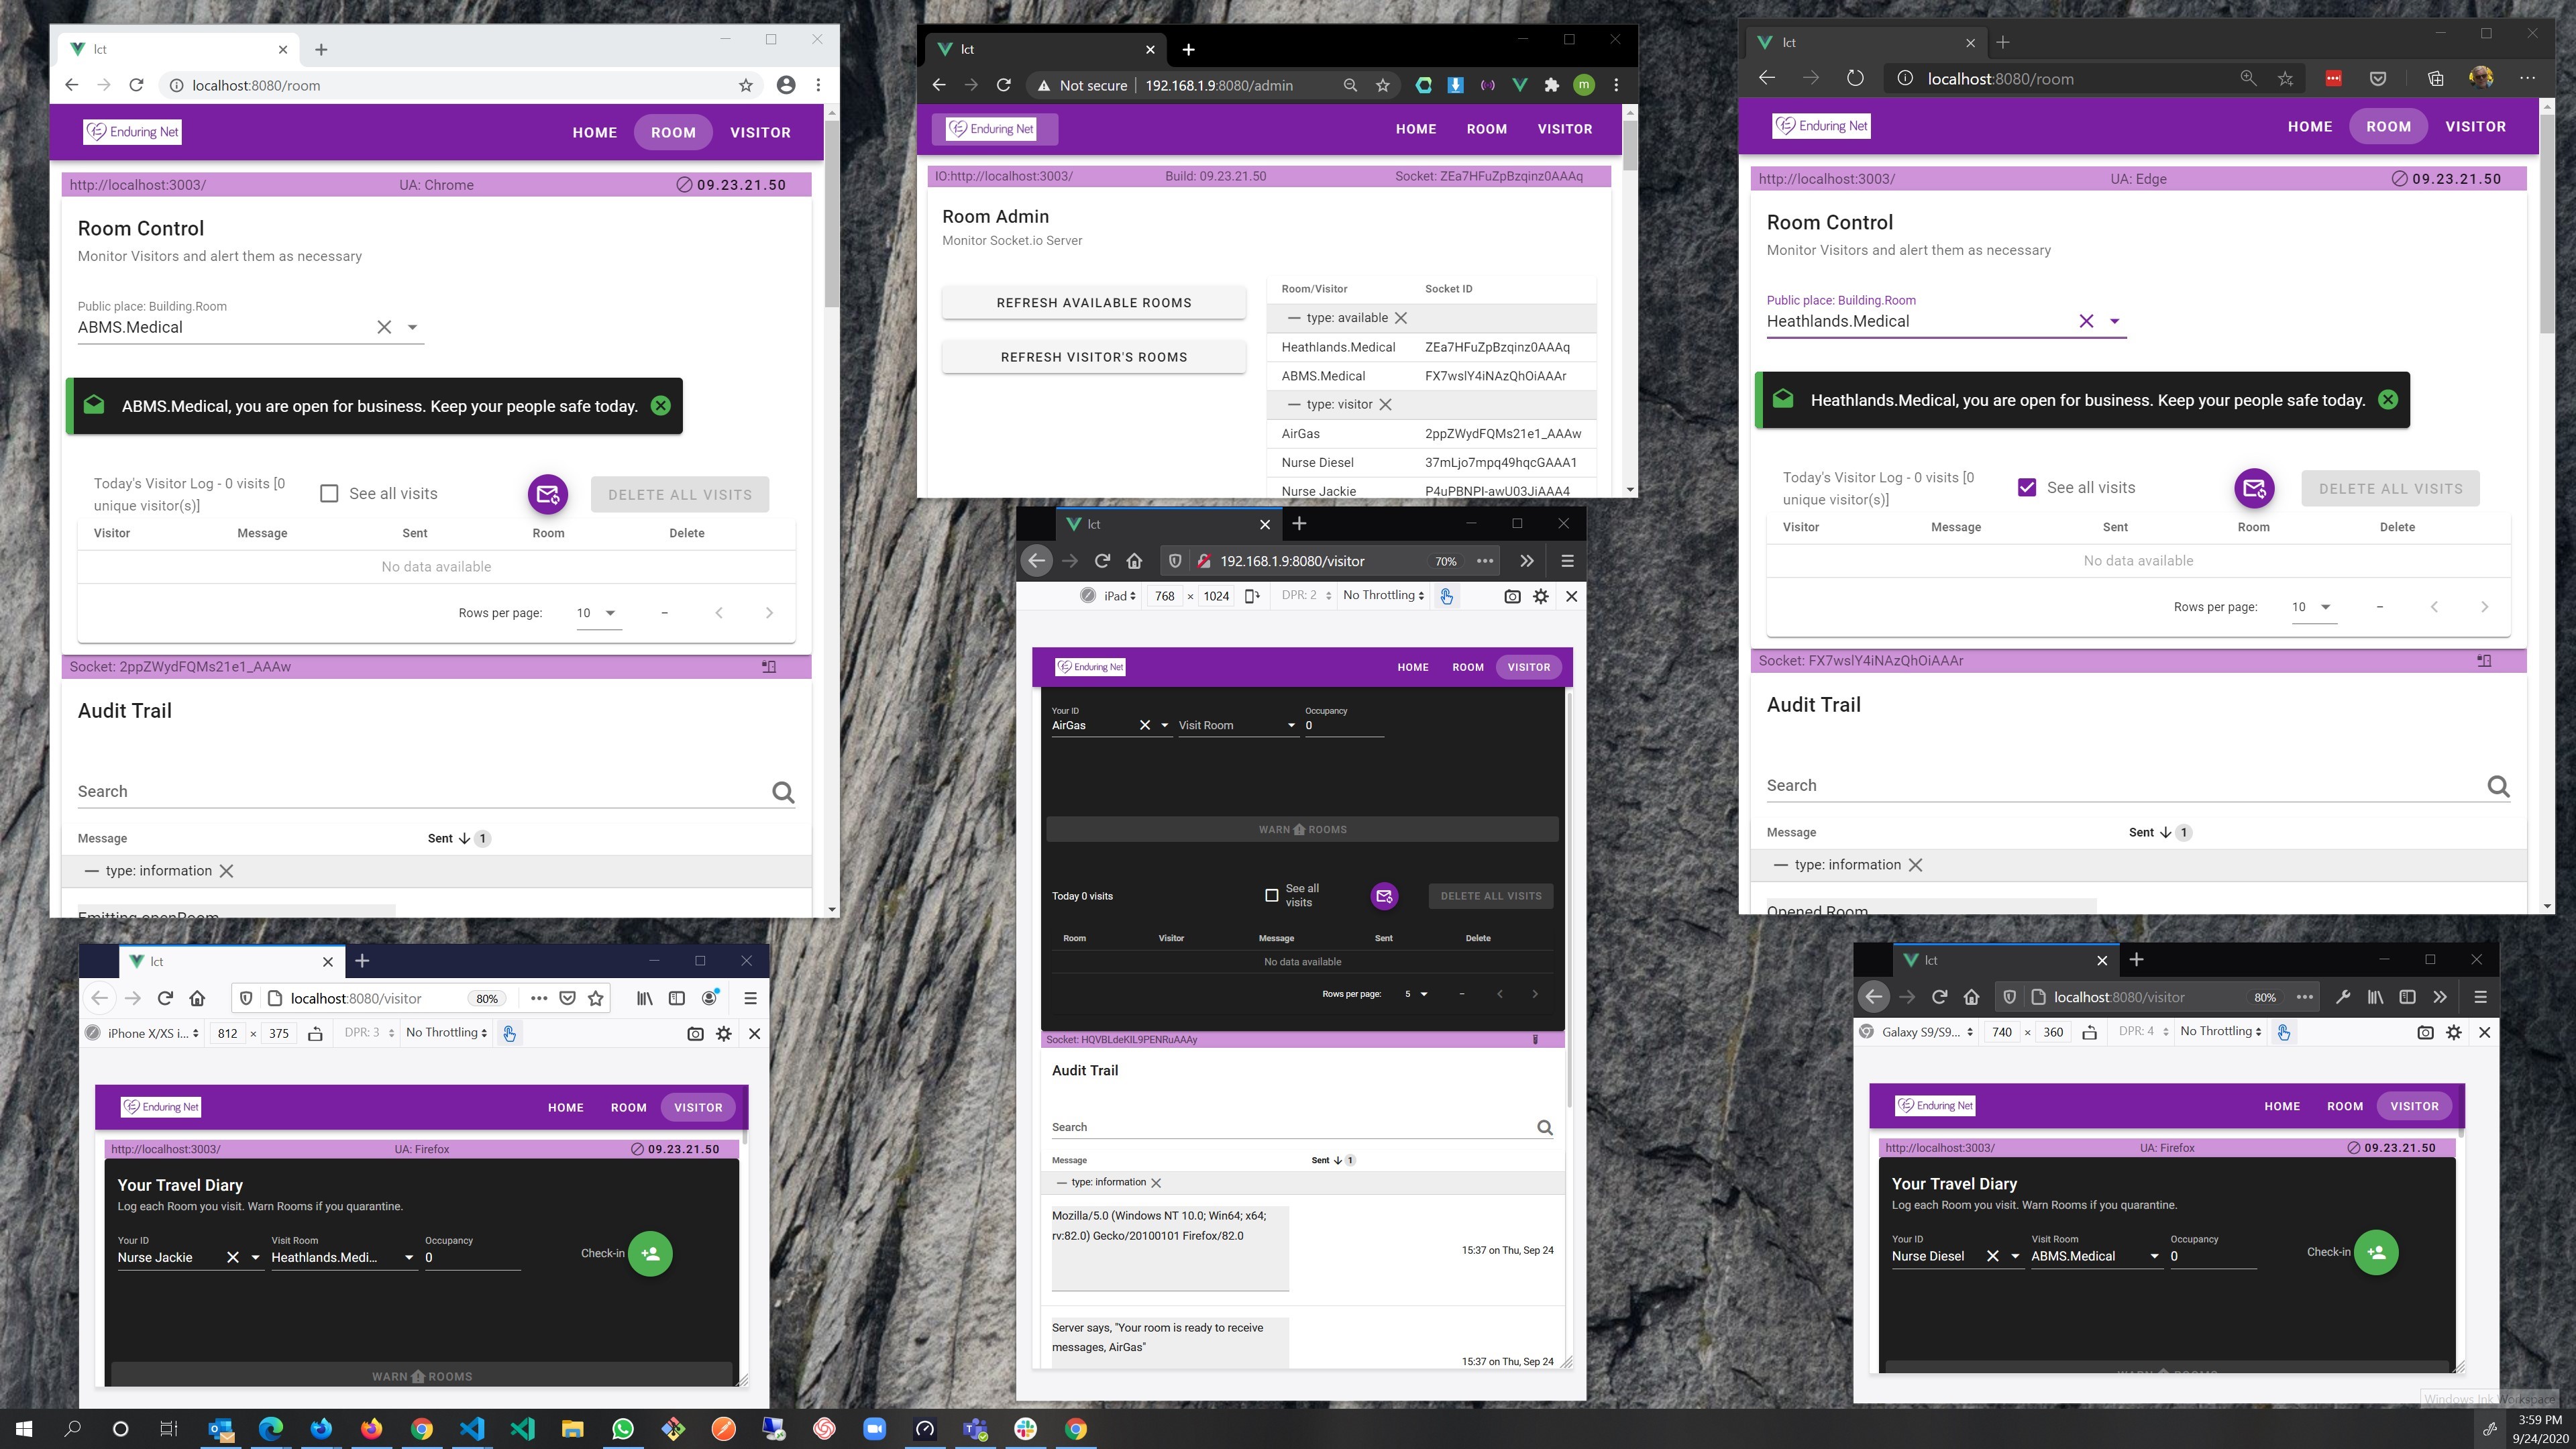 lct
localhost:8080/room
Enduring Net
HOME
ROOM
VISITOR
http://localhost:3003/
UA: Chrome
09.23.21.50
Room Control
Monitor Visitors and alert them as necessary
Public place: Building.Room
ABMS.Medical
ABMS.Medical, you are open for business. Keep your people safe today.
Today's Visitor Log - 0 visits [0
unique visitor(s)]
See all visits
DELETE ALL VISITS
Visitor Message Sent Room Delete
No data available
Rows per page: 10 –
Socket: 2ppZWydFQMs21e1_AAAw
Audit Trail
Search
Message Sent 1
— type: information
Emitting openRoom
lct
Not secure 192.168.1.9:8080/admin
m
Enduring Net
HOME
ROOM
VISITOR
IO:http://localhost:3003/
Build: 09.23.21.50
Socket: ZEa7HFuZpBzqinz0AAAq
Room Admin
Monitor Socket.io Server
REFRESH AVAILABLE ROOMS
REFRESH VISITOR'S ROOMS
Room/Visitor Socket ID
— type: available
Heathlands.Medical ZEa7HFuZpBzqinz0AAAq
ABMS.Medical FX7wslY4iNAzQhOiAAAr
— type: visitor
AirGas 2ppZWydFQMs21e1_AAAw
Nurse Diesel 37mLjo7mpq49hqcGAAA1
Nurse Jackie P4uPBNPI-awU03JiAAA4
lct
localhost:8080/room
Enduring Net
HOME
ROOM
VISITOR
http://localhost:3003/
UA: Edge
09.23.21.50
Room Control
Monitor Visitors and alert them as necessary
Public place: Building.Room
Heathlands.Medical
Heathlands.Medical, you are open for business. Keep your people safe today.
Today's Visitor Log - 0 visits [0
unique visitor(s)]
See all visits
DELETE ALL VISITS
Visitor Message Sent Room Delete
No data available
Rows per page: 10 –
Socket: FX7wslY4iNAzQhOiAAAr
Audit Trail
Search
Message Sent 1
— type: information
Opened Room
lct
192.168.1.9:8080/visitor
70%
iPad 768 × 1024 DPR: 2 No Throttling
Enduring Net
HOME
ROOM
VISITOR
Your ID
AirGas
Visit Room
Occupancy
0
WARN ROOMS
Today 0 visits
See all
visits
DELETE ALL VISITS
Room Visitor Message Sent Delete
No data available
Rows per page: 5 –
Socket: HQVBLdeKIL9PENRuAAAy
Audit Trail
Search
Message Sent 1
— type: information
Mozilla/5.0 (Windows NT 10.0; Win64; x64;
rv:82.0) Gecko/20100101 Firefox/82.0
15:37 on Thu, Sep 24
Server says, "Your room is ready to receive
messages, AirGas"
15:37 on Thu, Sep 24
lct
localhost:8080/visitor
80%
iPhone X/XS i... 812 × 375 DPR: 3 No Throttling
Enduring Net
HOME
ROOM
VISITOR
http://localhost:3003/
UA: Firefox
09.23.21.50
Your Travel Diary
Log each Room you visit. Warn Rooms if you quarantine.
Your ID
Nurse Jackie
Visit Room
Heathlands.Medi...
Occupancy
0
Check-in
WARN ROOMS
lct
localhost:8080/visitor
80%
Galaxy S9/S9... 740 × 360 DPR: 4 No Throttling
Enduring Net
HOME
ROOM
VISITOR
http://localhost:3003/
UA: Firefox
09.23.21.50
Your Travel Diary
Log each Room you visit. Warn Rooms if you quarantine.
Your ID
Nurse Diesel
Visit Room
ABMS.Medical
Occupancy
0
Check-in
WARN ROOMS
Windows Ink Workspace
3:59 PM
9/24/2020